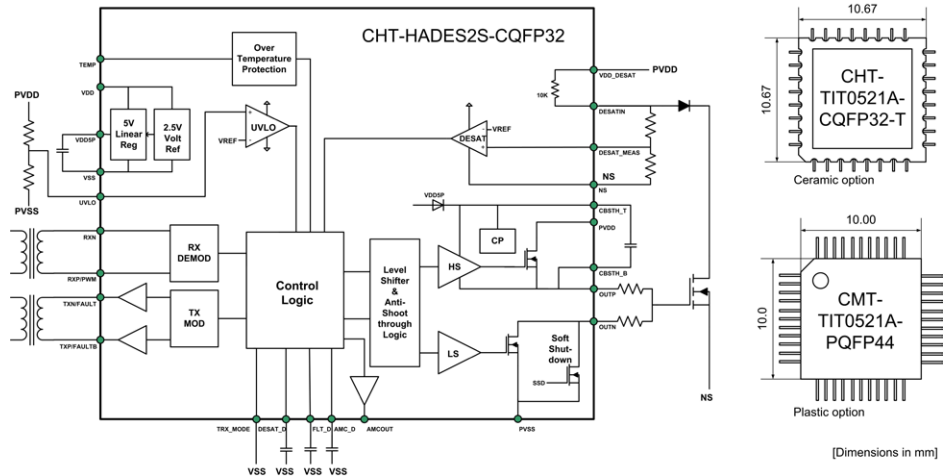 CHT-HADES2S-CQFP32
TEMP
Over
Temperature
Protection
VDD
PVDD
5V
Linear
Reg
2.5V
Volt
Ref
VDD5P
VSS
PVSS
UVLO
VREF
UVLO
VDD_DESAT
PVDD
10K
DESATIN
VREF
DESAT
DESAT_MEAS
NS
NS
VDD5P
CBSTH_T
CP
PVDD
HS
CBSTH_B
OUTP
OUTN
RXN
RX
DEMOD
RXP/PWM
TXN/FAULT
TX
MOD
TXP/FAULTB
Control
Logic
Level
Shifter
&
Anti-
Shoot
through
Logic
LS
Soft
Shut-
down
SSD
NS
TRX_MODE
DESAT_D
FLT_D
AMC_D
AMCOUT
PVSS
VSS
VSS
VSS
VSS
10.67
10.67
CHT-
TIT0521A-
CQFP32-T
Ceramic option
10.00
10.0
CMT-
TIT0521A-
PQFP44
Plastic option
[Dimensions in mm]